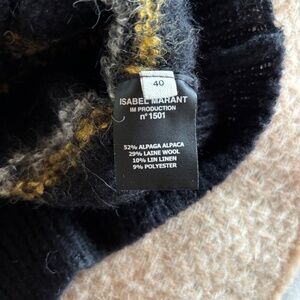 40
ISABEL MARANT
IM PRODUCTION
n°1501
52% ALPAGA ALPACA
29% LAINE WOOL
10% LIN LINEN
9% POLYESTER